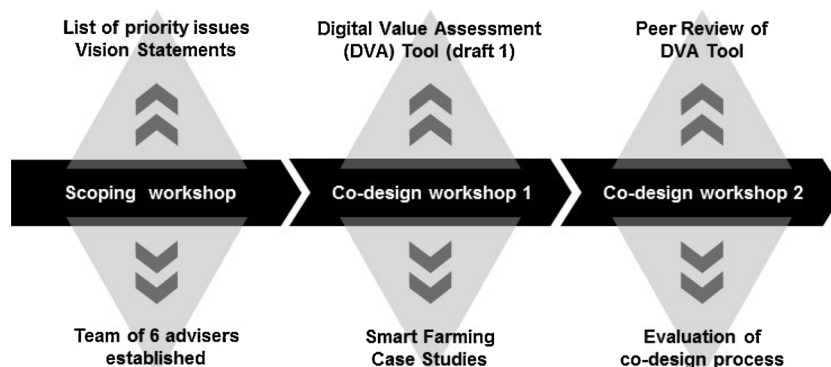 List of priority issues
Vision Statements
Digital Value Assessment
(DVA) Tool (draft 1)
Peer Review of
DVA Tool
Scoping workshop
Co-design workshop 1
Co-design workshop 2
Team of 6 advisers
established
Smart Farming
Case Studies
Evaluation of
co-design process